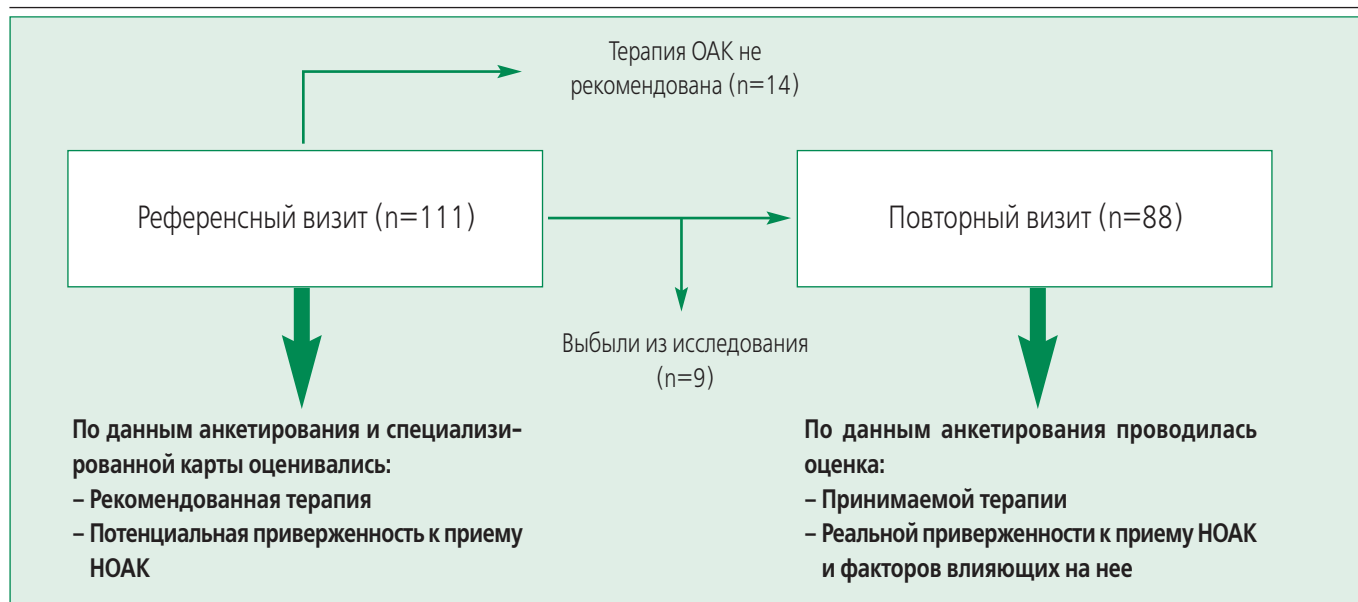 Терапия ОАК не
рекомендована (n=14)
Референсный визит (n=111)
Повторный визит (n=88)
Выбыли из исследования
(n=9)
По данным анкетирования и специализи-
рованной карты оценивались:
– Рекомендованная терапия
– Потенциальная приверженность к приему
НОАК
По данным анкетирования проводилась
оценка:
– Принимаемой терапии
– Реальной приверженности к приему НОАК
и факторов влияющих на нее